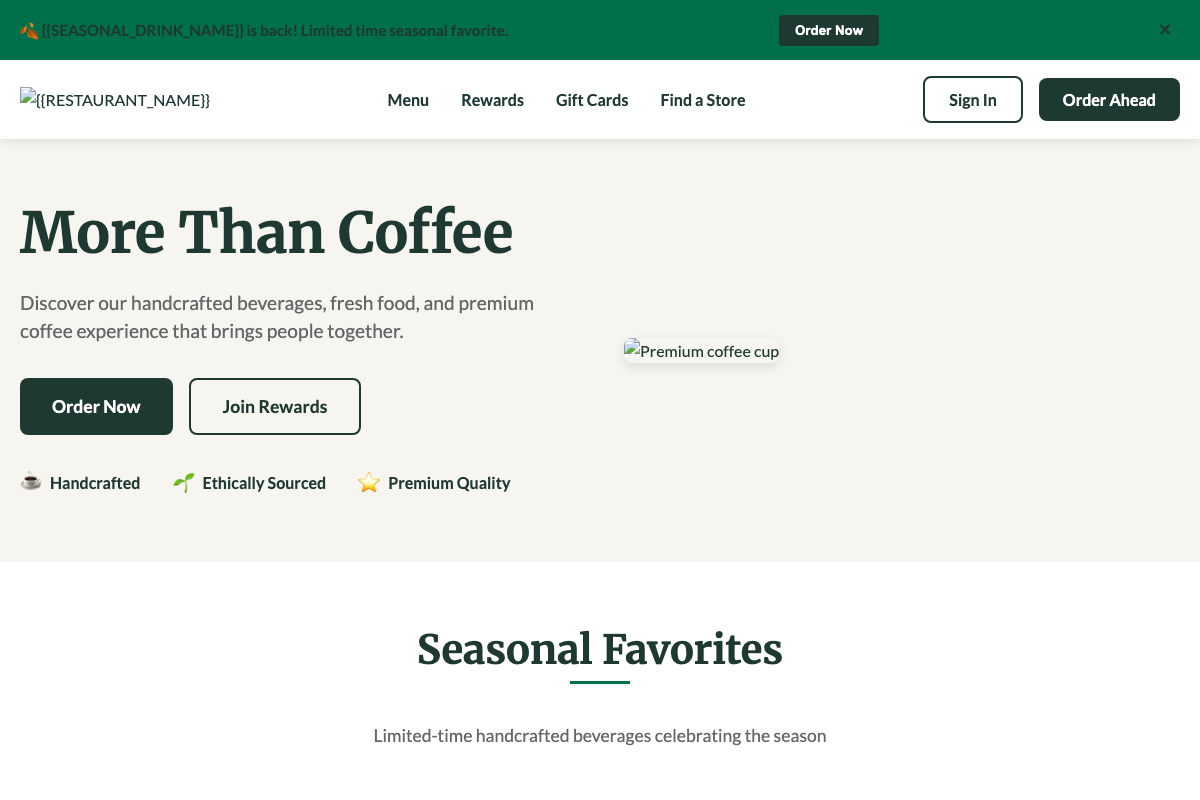 🍂 {{SEASONAL_DRINK_NAME}} is back! Limited time seasonal favorite.
Order Now
✕
{{RESTAURANT_NAME}}
Menu
Rewards
Gift Cards
Find a Store
Sign In
Order Ahead
More Than Coffee
Discover our handcrafted beverages, fresh food, and premium
coffee experience that brings people together.
Order Now
Join Rewards
☕ Handcrafted
🌱 Ethically Sourced
⭐ Premium Quality
Premium coffee cup
Seasonal Favorites
Limited-time handcrafted beverages celebrating the season